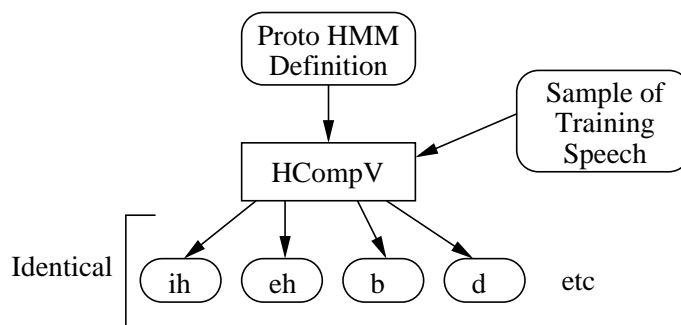 Proto HMM
Definition
Sample of
Training
Speech
HCompV
Identical
ih
eh
b
d
etc